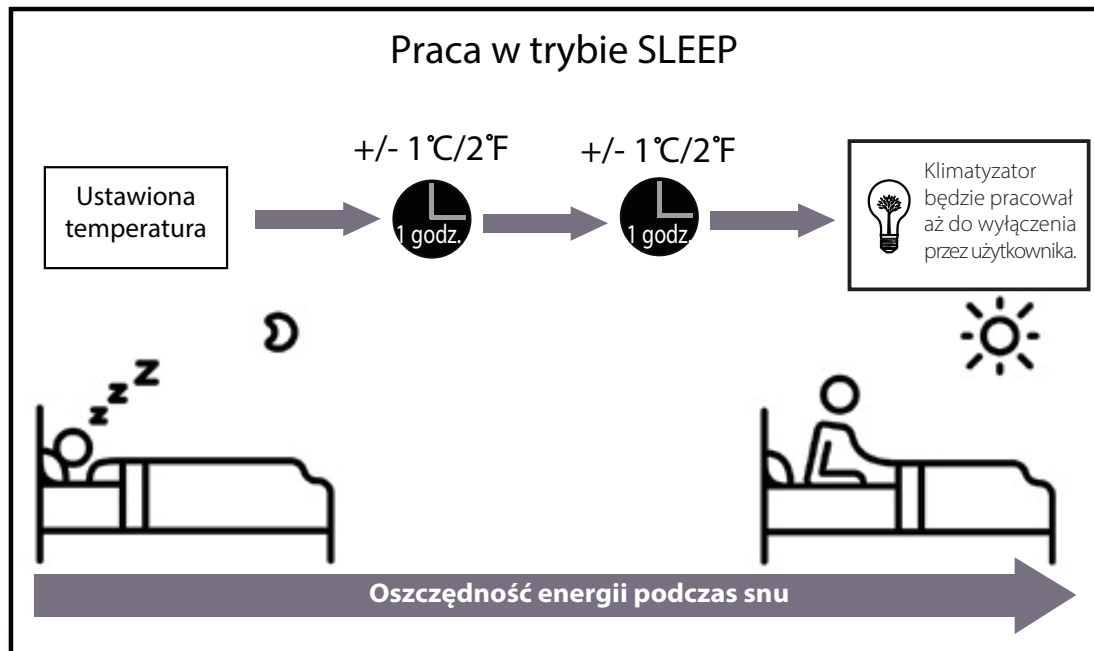 Praca w trybie SLEEP
+/- 1℃/2℉
+/- 1℃/2℉
Ustawiona
temperatura
1 godz.
1 godz.
Klimatyzator
będzie pracował
aż do wyłączenia
przez użytkownika.
z z Z
Oszczędność energii podczas snu